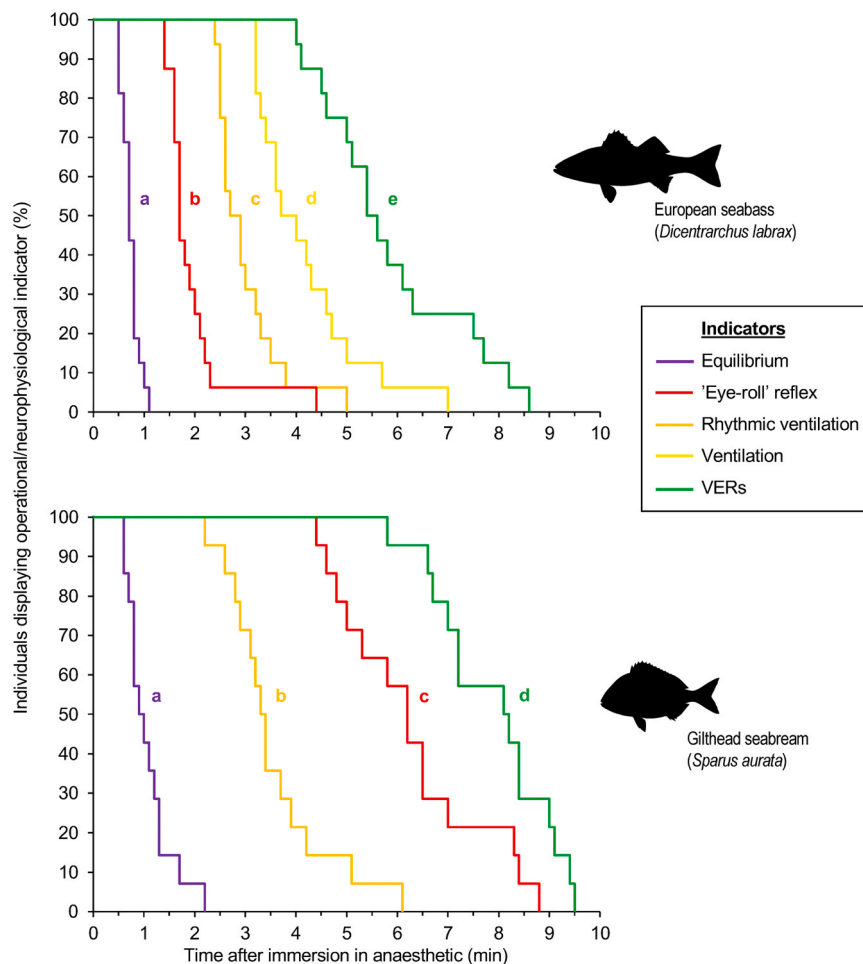 Individuals displaying operational/neurophysiological indicator (%)
100
90
80
70
60
50
40
30
20
10
0
a
b
c
d
e
0 1 2 3 4 5 6 7 8 9 10
European seabass
(Dicentrarchus labrax)
Indicators
Equilibrium
'Eye-roll' reflex
Rhythmic ventilation
Ventilation
VERs
100
90
80
70
60
50
40
30
20
10
0
a
b
c
d
0 1 2 3 4 5 6 7 8 9 10
Gilthead seabream
(Sparus aurata)
Time after immersion in anaesthetic (min)